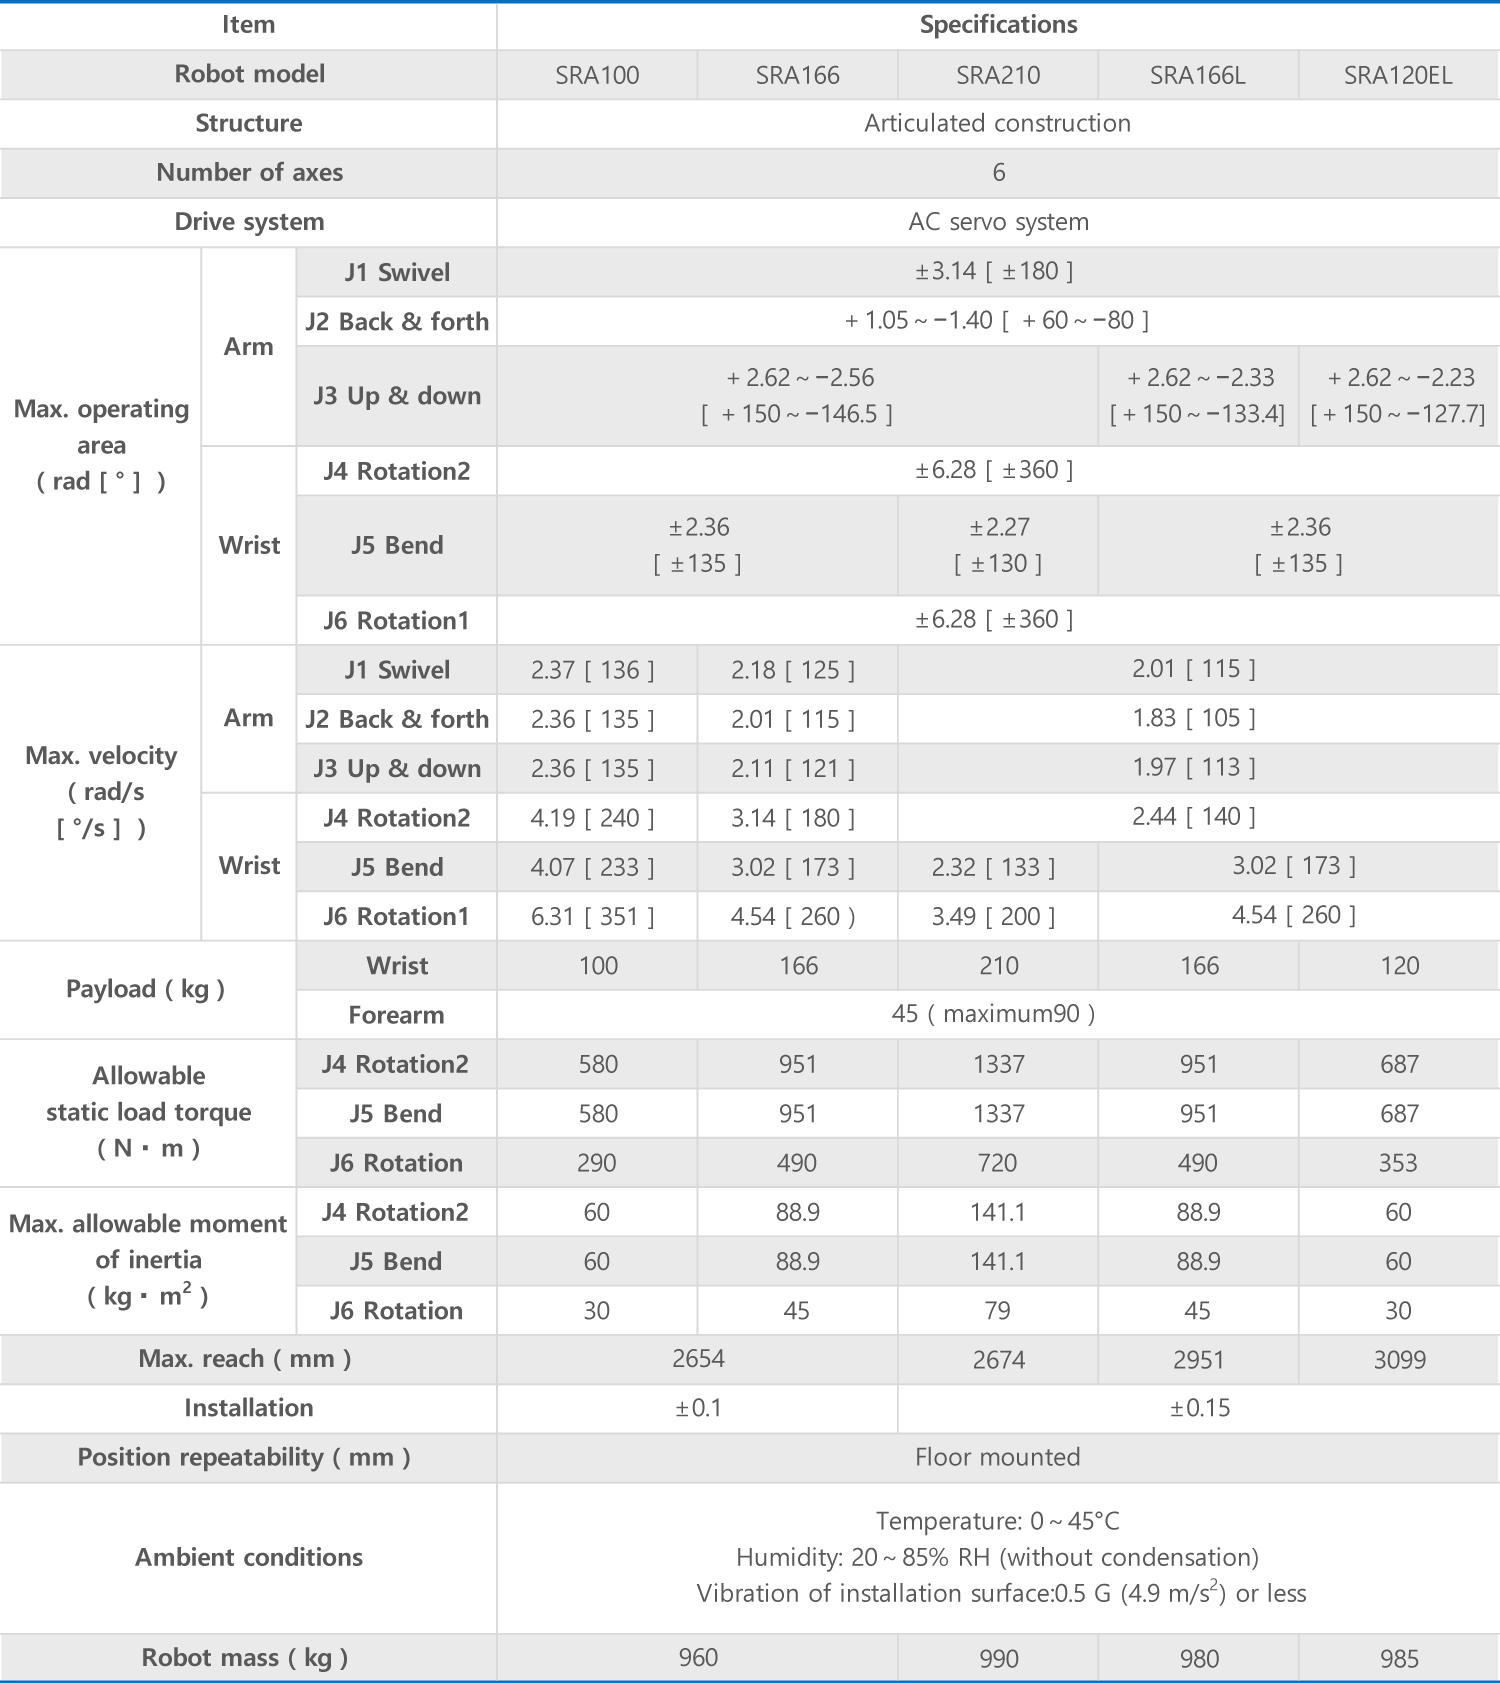 Item Specifications
Robot model SRA100 SRA166 SRA210 SRA166L SRA120EL
Structure Articulated construction
Number of axes 6
Drive system AC servo system
Max. operating
area
( rad [ ° ] )
Arm
J1 Swivel ±3.14 [ ±180 ]
J2 Back & forth + 1.05 ~ −1.40 [ + 60 ~ −80 ]
J3 Up & down
+ 2.62 ~ −2.56
[ + 150 ~ −146.5 ]
+ 2.62 ~ −2.33
[ + 150 ~ −133.4]
+ 2.62 ~ −2.23
[ + 150 ~ −127.7]
Wrist
J4 Rotation2 ±6.28 [ ±360 ]
J5 Bend
±2.36
[ ±135 ]
±2.27
[ ±130 ]
±2.36
[ ±135 ]
J6 Rotation1 ±6.28 [ ±360 ]
Max. velocity
( rad/s
[ °/s ] )
Arm
J1 Swivel 2.37 [ 136 ] 2.18 [ 125 ] 2.01 [ 115 ]
J2 Back & forth 2.36 [ 135 ] 2.01 [ 115 ] 1.83 [ 105 ]
J3 Up & down 2.36 [ 135 ] 2.11 [ 121 ] 1.97 [ 113 ]
Wrist
J4 Rotation2 4.19 [ 240 ] 3.14 [ 180 ] 2.44 [ 140 ]
J5 Bend 4.07 [ 233 ] 3.02 [ 173 ] 2.32 [ 133 ] 3.02 [ 173 ]
J6 Rotation1 6.31 [ 351 ] 4.54 [ 260 ) 3.49 [ 200 ] 4.54 [ 260 ]
Payload ( kg )
Wrist 100 166 210 166 120
Forearm 45 ( maximum90 )
Allowable
static load torque
( N · m )
J4 Rotation2 580 951 1337 951 687
J5 Bend 580 951 1337 951 687
J6 Rotation 290 490 720 490 353
Max. allowable moment
of inertia
( kg · m² )
J4 Rotation2 60 88.9 141.1 88.9 60
J5 Bend 60 88.9 141.1 88.9 60
J6 Rotation 30 45 79 45 30
Max. reach ( mm ) 2654 2674 2951 3099
Installation ±0.1 ±0.15
Position repeatability ( mm ) Floor mounted
Ambient conditions
Temperature: 0 ~ 45°C
Humidity: 20 ~ 85% RH (without condensation)
Vibration of installation surface:0.5 G (4.9 m/s²) or less
Robot mass ( kg ) 960 990 980 985